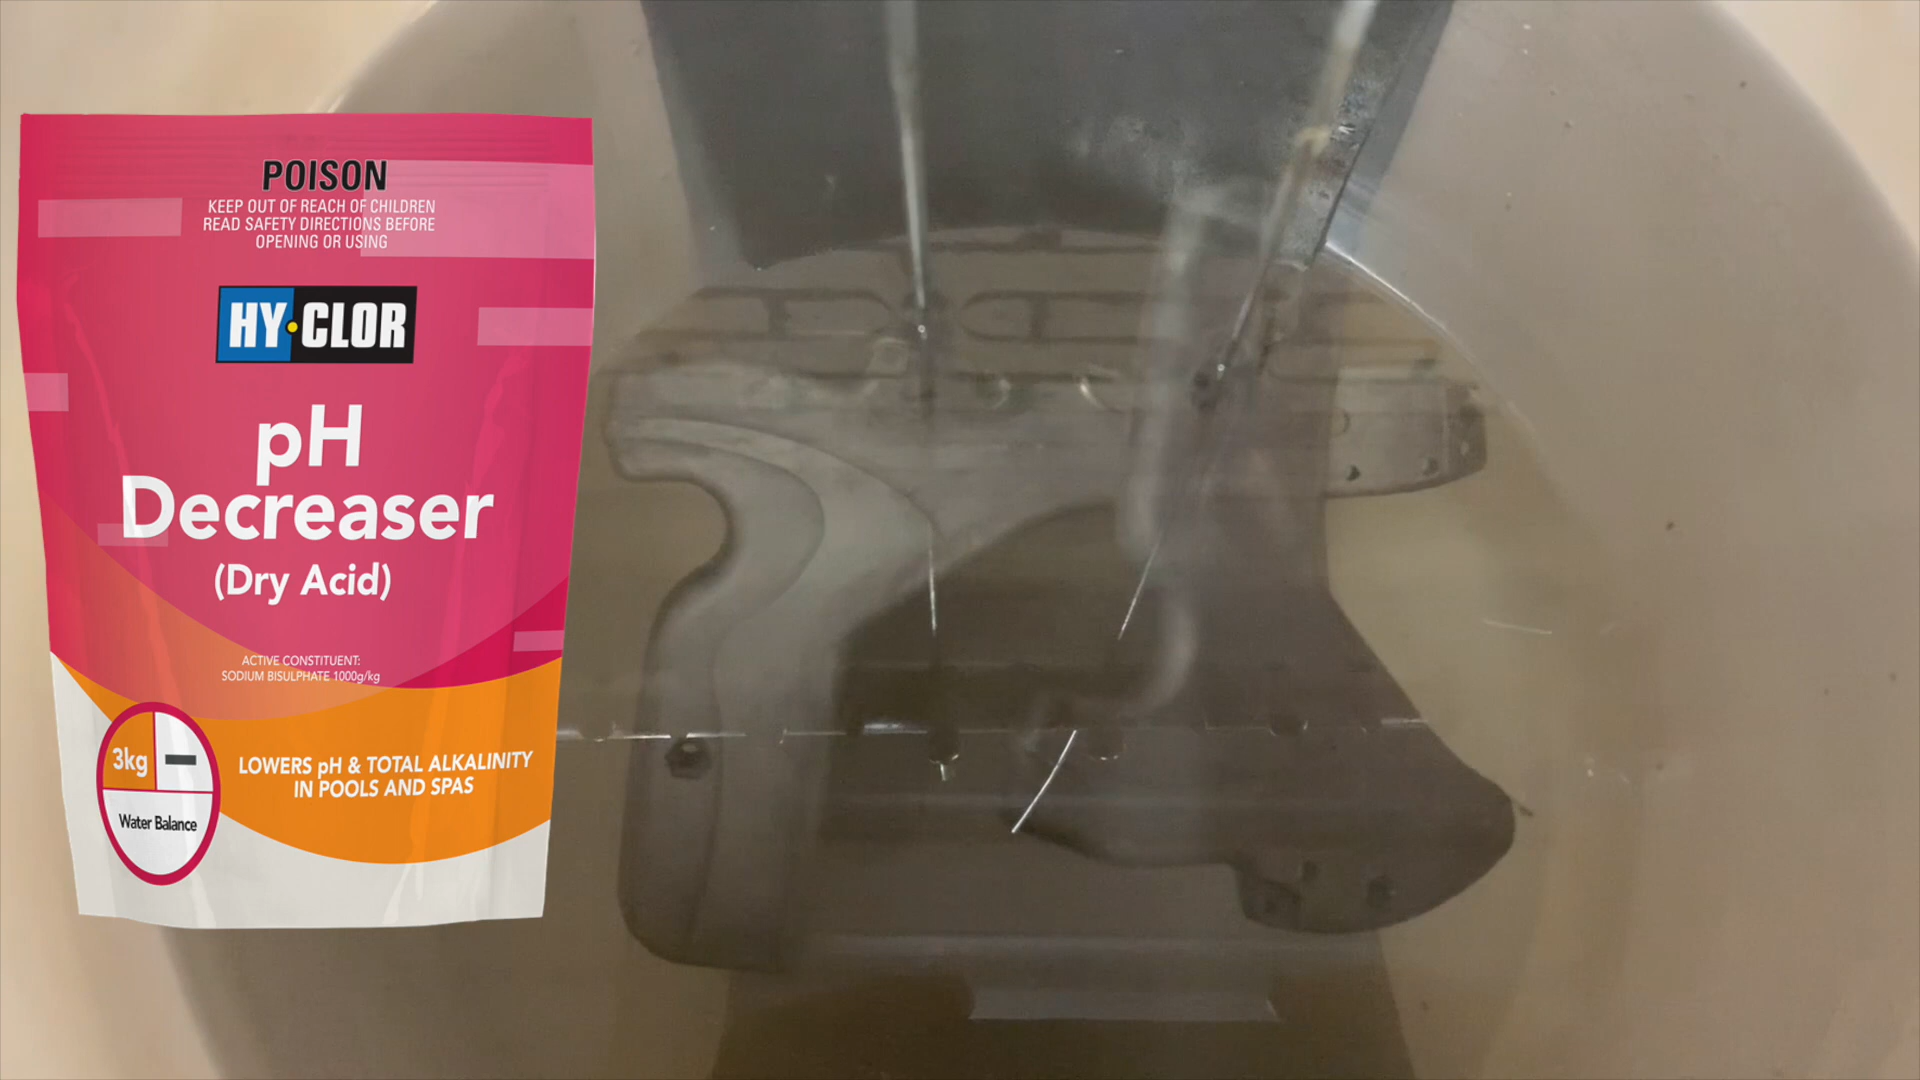 POISON
KEEP OUT OF REACH OF CHILDREN
READ SAFETY DIRECTIONS BEFORE
OPENING OR USING
HY·CLOR
pH
Decreaser
(Dry Acid)
ACTIVE CONSTITUENT:
SODIUM BISULPHATE 1000g/kg
3kg
Water Balance
LOWERS pH & TOTAL ALKALINITY
IN POOLS AND SPAS